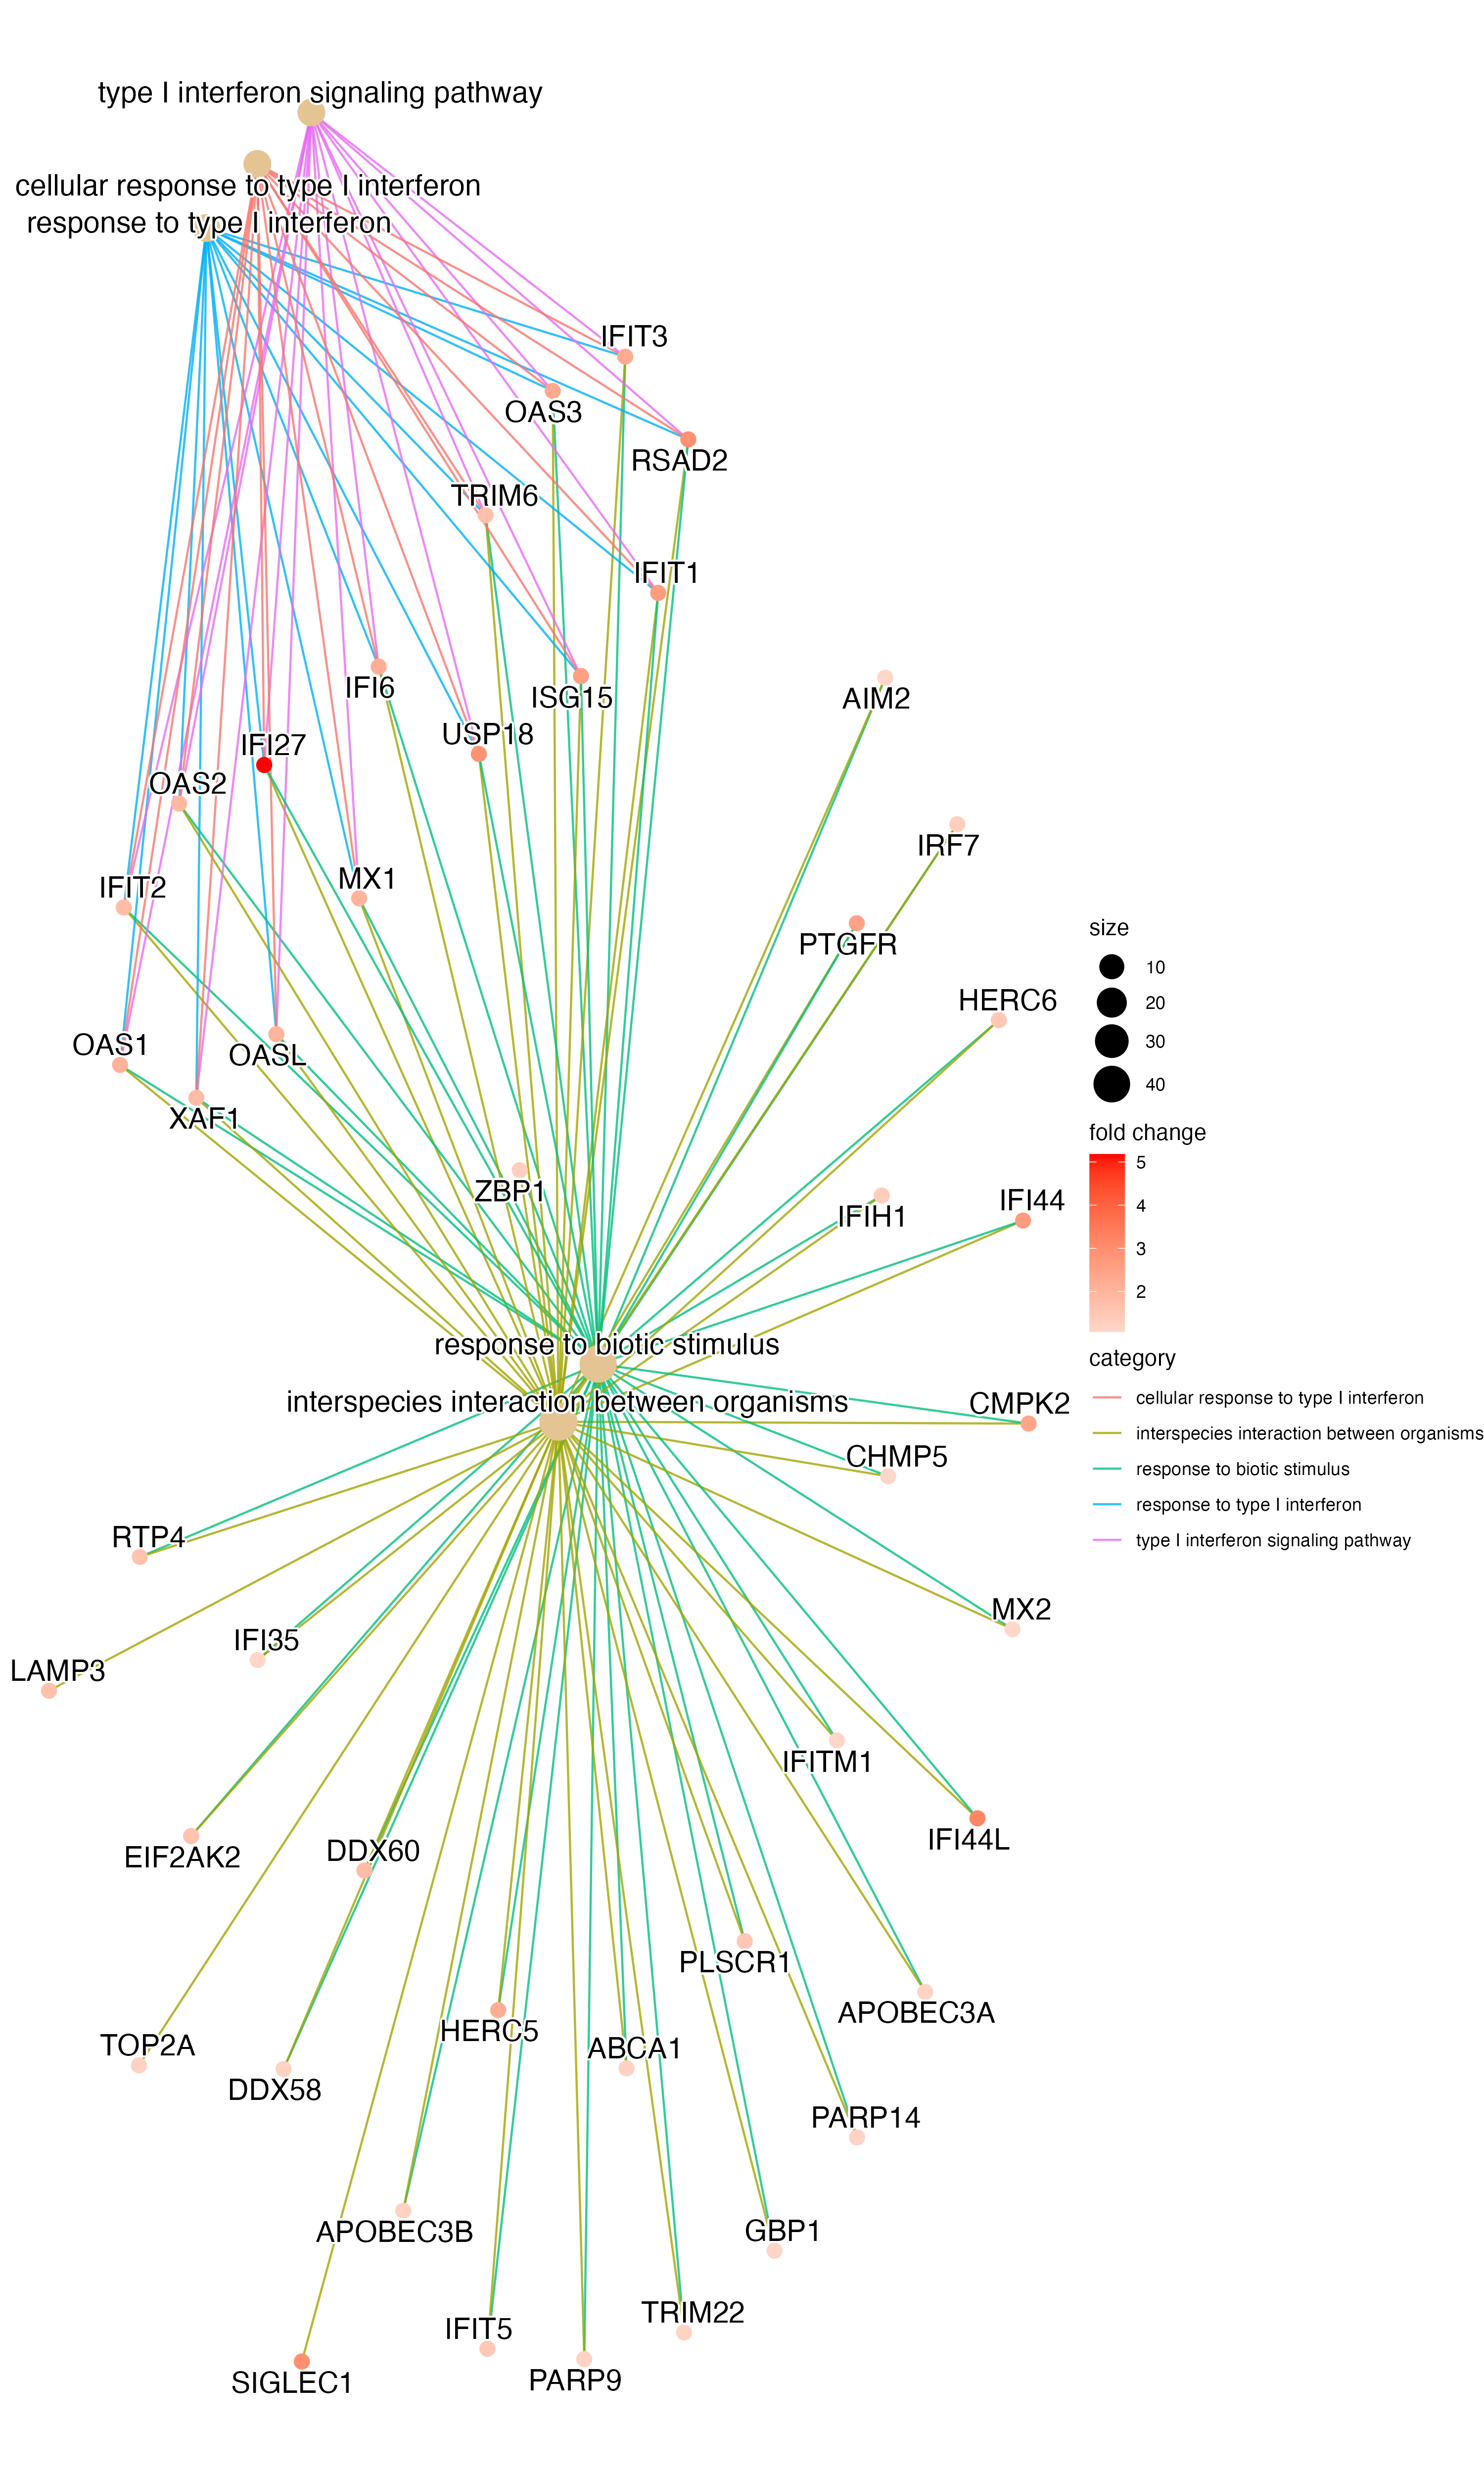 type I interferon signaling pathway
cellular response to type I interferon
response to type I interferon
IFIT3
OAS3
RSAD2
TRIM6
IFIT1
IFI6
ISG15
AIM2
USP18
IFI27
OAS2
IRF7
IFIT2
MX1
PTGFR
HERC6
OAS1
OASL
XAF1
ZBP1
IFIH1
IFI44
response to biotic stimulus
interspecies interaction between organisms
CMPK2
CHMP5
RTP4
MX2
IFI35
LAMP3
IFITM1
IFI44L
EIF2AK2
DDX60
PLSCR1
APOBEC3A
HERC5
TOP2A
ABCA1
DDX58
PARP14
APOBEC3B
GBP1
TRIM22
IFIT5
SIGLEC1
PARP9
size
10
20
30
40
fold change
5
4
3
2
category
cellular response to type I interferon
interspecies interaction between organisms
response to biotic stimulus
response to type I interferon
type I interferon signaling pathway